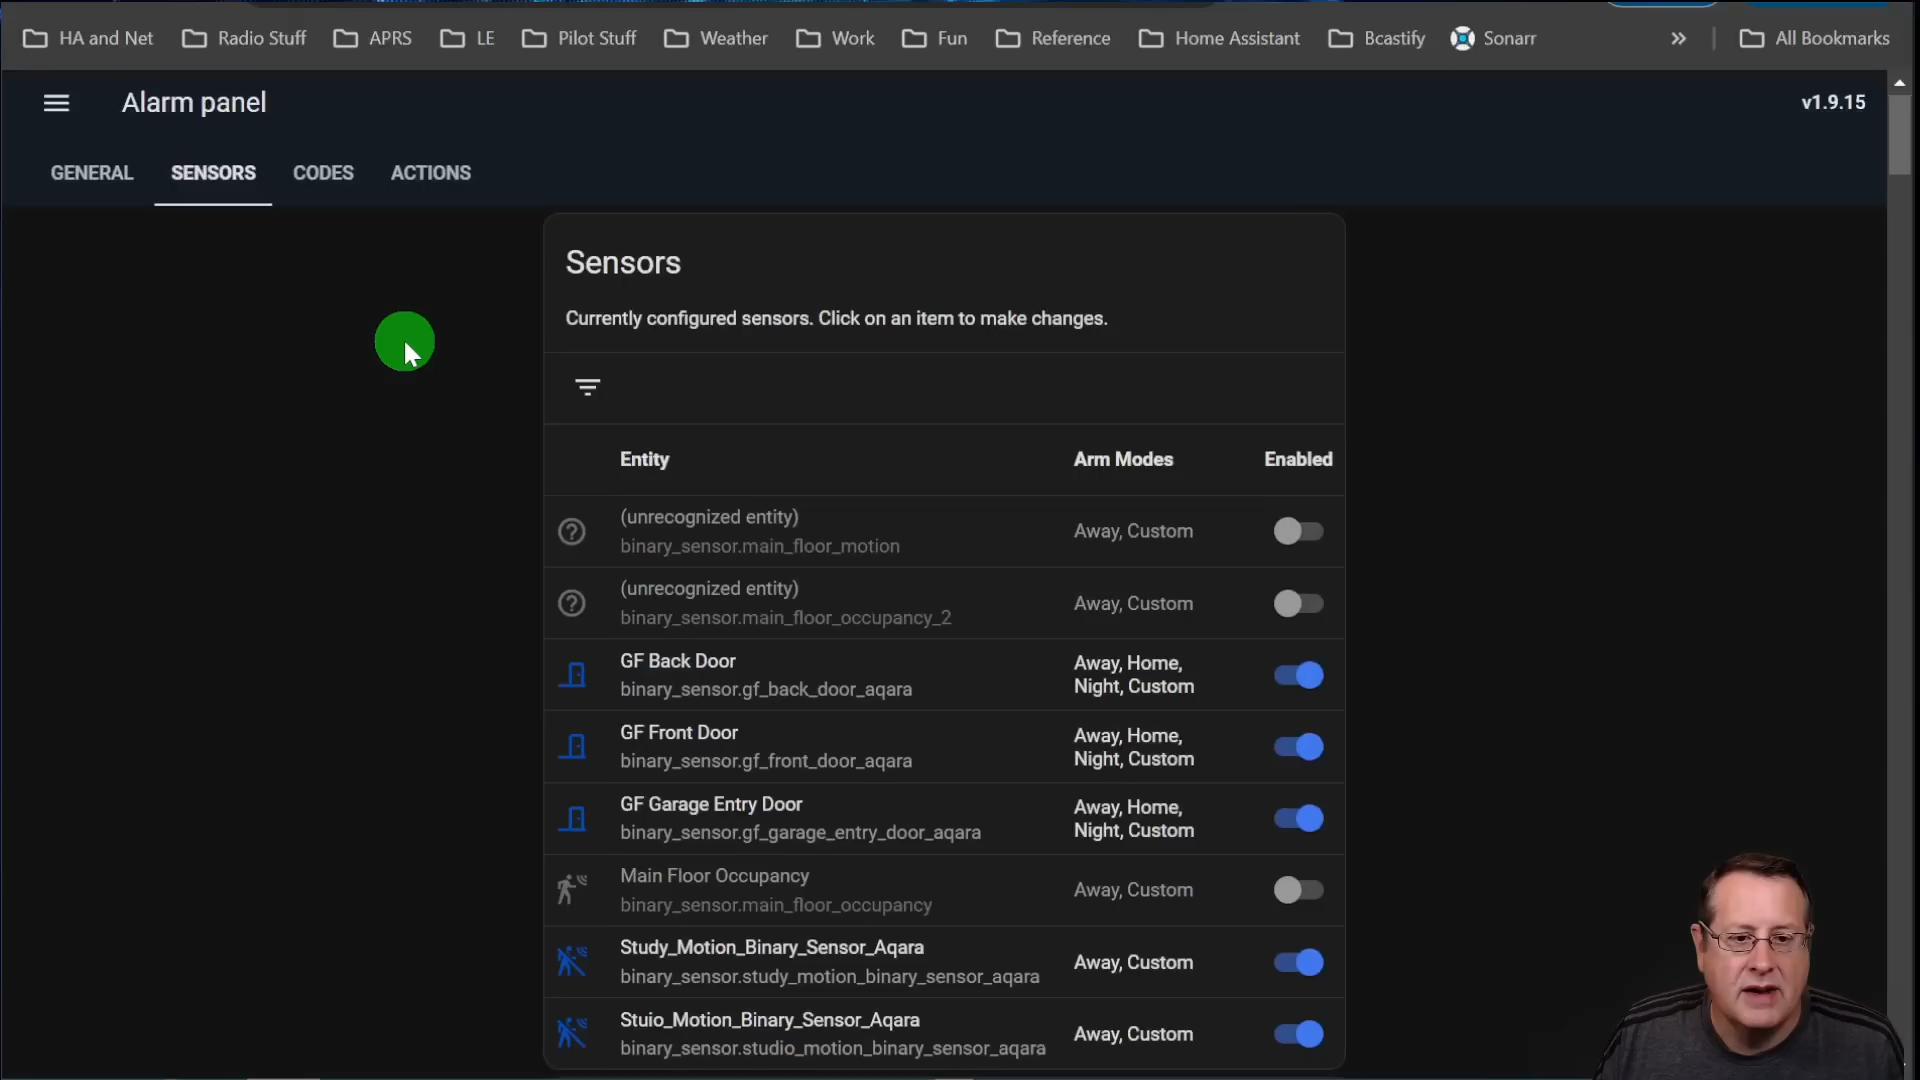 HA and Net
Radio Stuff
APRS
LE
Pilot Stuff
Weather
Work
Fun
Reference
Home Assistant
Bcastify
Sonarr
All Bookmarks
Alarm panel
v1.9.15
GENERAL
SENSORS
CODES
ACTIONS
Sensors
Currently configured sensors. Click on an item to make changes.
Entity
Arm Modes
Enabled
(unrecognized entity)
binary_sensor.main_floor_motion
Away, Custom
(unrecognized entity)
binary_sensor.main_floor_occupancy_2
Away, Custom
GF Back Door
binary_sensor.gf_back_door_aqara
Away, Home,
Night, Custom
GF Front Door
binary_sensor.gf_front_door_aqara
Away, Home,
Night, Custom
GF Garage Entry Door
binary_sensor.gf_garage_entry_door_aqara
Away, Home,
Night, Custom
Main Floor Occupancy
binary_sensor.main_floor_occupancy
Away, Custom
Study_Motion_Binary_Sensor_Aqara
binary_sensor.study_motion_binary_sensor_aqara
Away, Custom
Stuio_Motion_Binary_Sensor_Aqara
binary_sensor.studio_motion_binary_sensor_aqara
Away, Custom